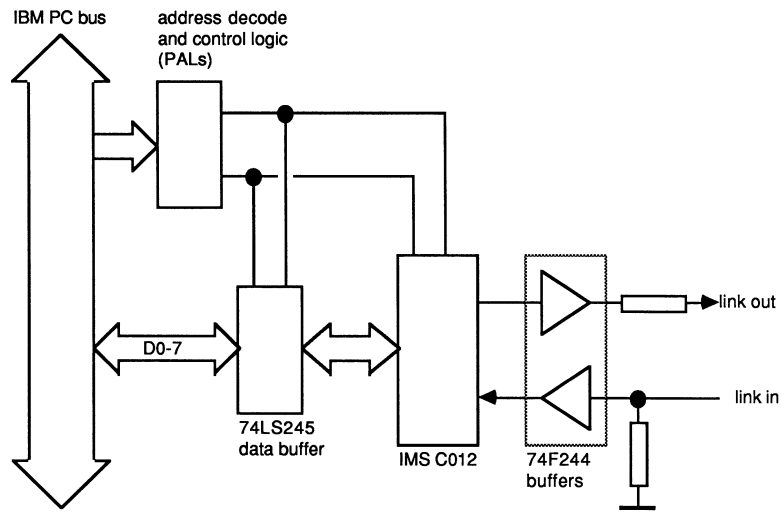 IBM PC bus
address decode
and control logic
(PALs)
link out
D0-7
link in
74LS245
data buffer
IMS C012
74F244
buffers